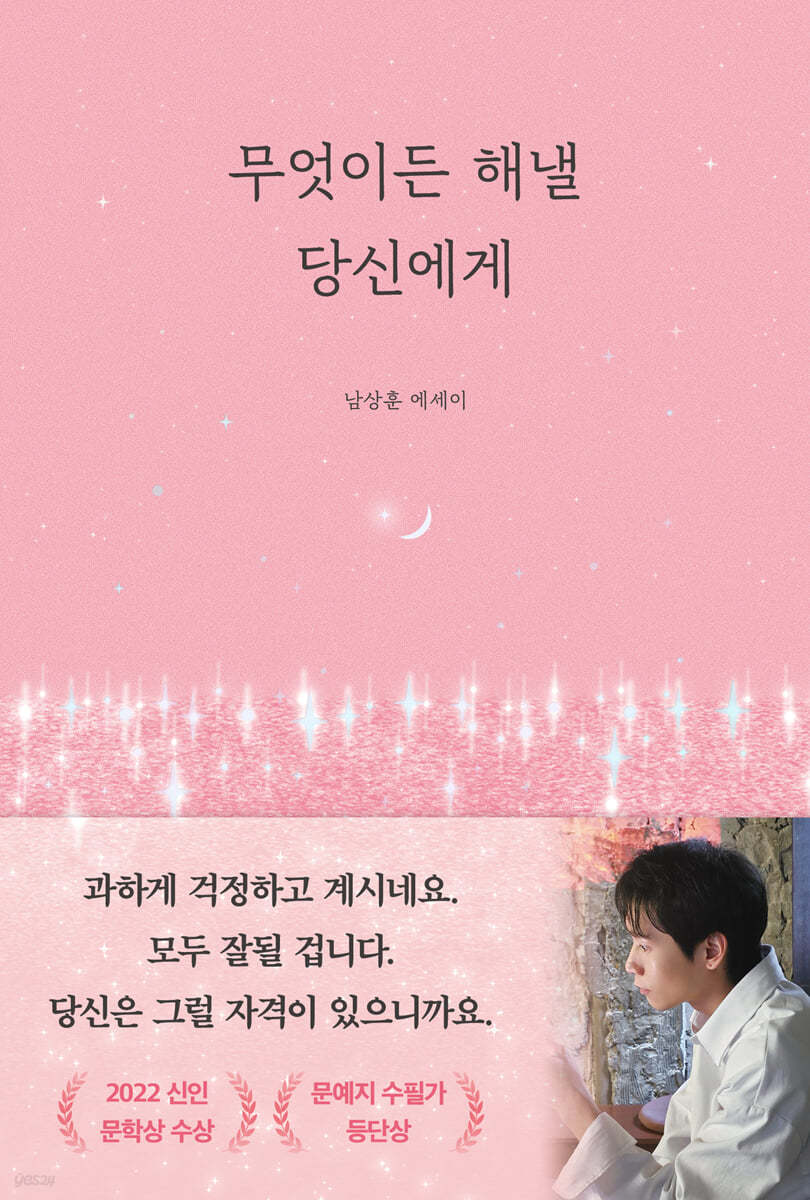 무엇이든 해낼
당신에게
남상훈 에세이
과하게 걱정하고 계시네요.
모두 잘될 겁니다.
당신은 그럴 자격이 있으니까요.
2022 신인
문학상 수상
문예지 수필가
등단상
yes24